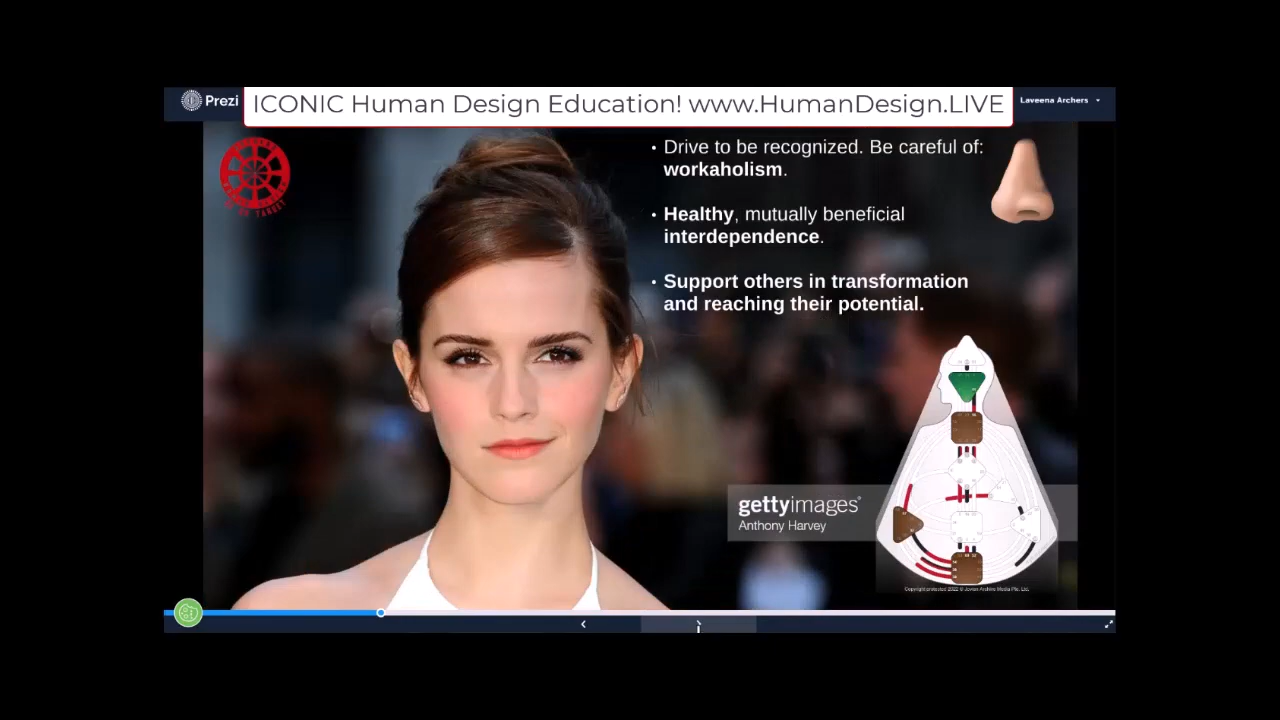 Prezi
ICONIC Human Design Education! www.HumanDesign.LIVE
Laveena Archers
• Drive to be recognized. Be careful of:
workaholism.
• Healthy, mutually beneficial
interdependence.
• Support others in transformation
and reaching their potential.
gettyimages®
Anthony Harvey